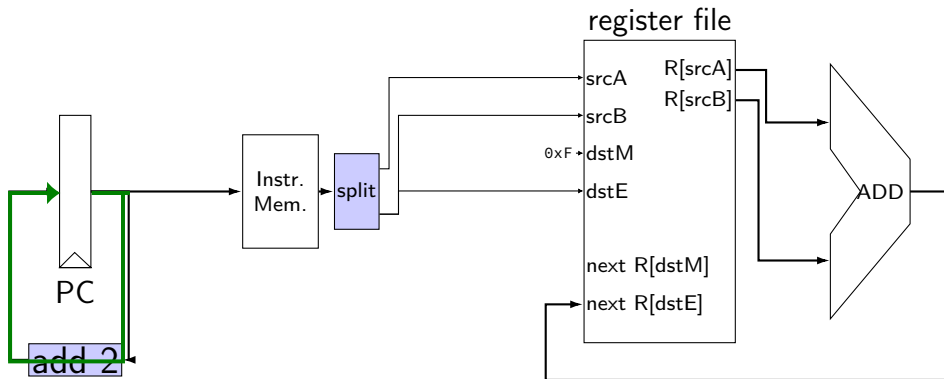 register file
srcA
R[srcA]
R[srcB]
srcB
0xF
dstM
Instr.
Mem.
split
dstE
ADD
next R[dstM]
PC
next R[dstE]
add 2